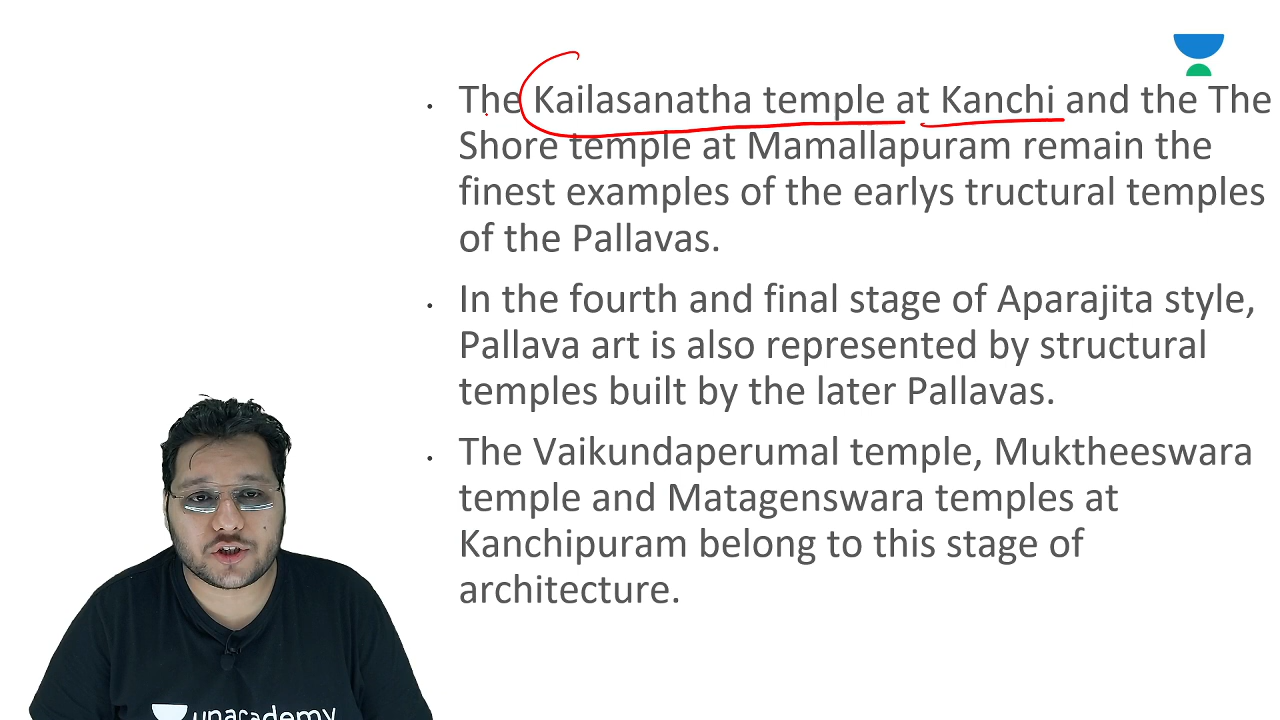 • The Kailasanatha temple at Kanchi and the The
Shore temple at Mamallapuram remain the
finest examples of the earlys tructural temples
of the Pallavas.
• In the fourth and final stage of Aparajita style,
Pallava art is also represented by structural
temples built by the later Pallavas.
• The Vaikundaperumal temple, Muktheeswara
temple and Matagenswara temples at
Kanchipuram belong to this stage of
architecture.
unacademy